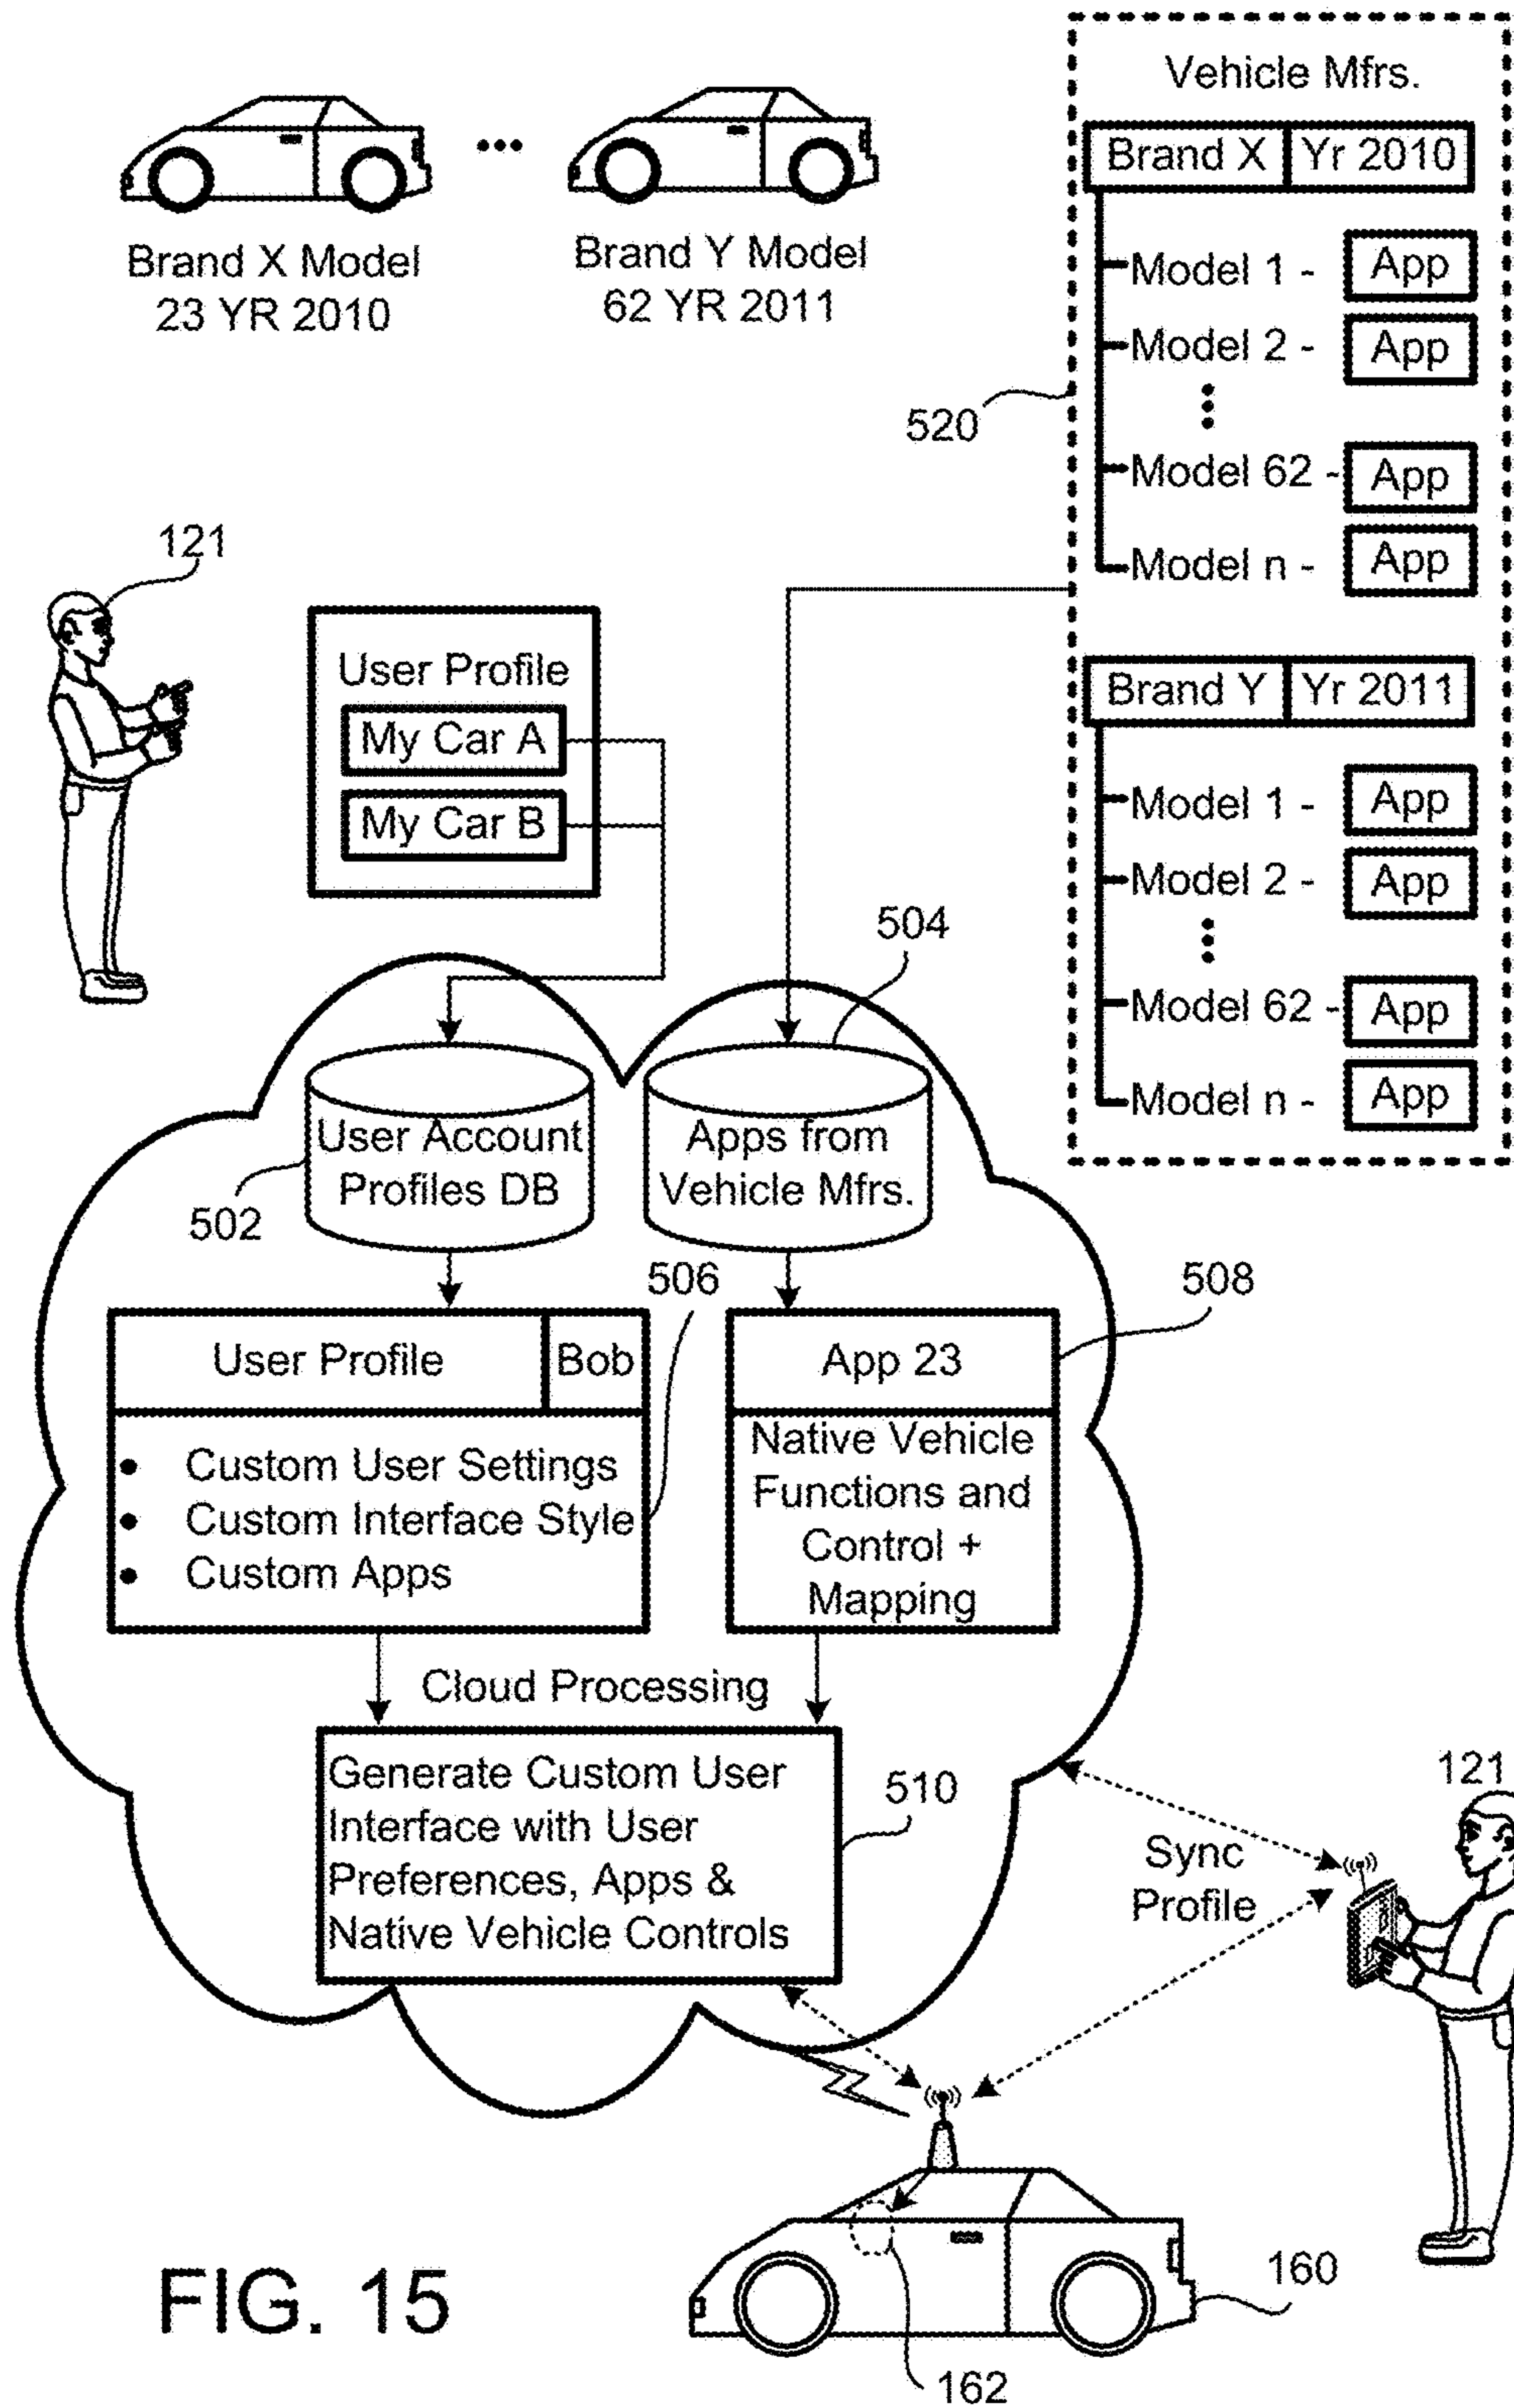 Vehicle Mfrs.
Brand X Yr 2010
Model 1 - App
Model 2 - App
Model 62 - App
Model n - App
Brand Y Yr 2011
Model 1 - App
Model 2 - App
Model 62 - App
Model n - App
520
Brand X Model
23 YR 2010
Brand Y Model
62 YR 2011
121
User Profile
My Car A
My Car B
504
User Account
Profiles DB
502
Apps from
Vehicle Mfrs.
506
508
User Profile Bob
• Custom User Settings
• Custom Interface Style
• Custom Apps
App 23
Native Vehicle
Functions and
Control +
Mapping
Cloud Processing
Generate Custom User
Interface with User
Preferences, Apps &
Native Vehicle Controls
510
121
Sync
Profile
160
162
FIG. 15